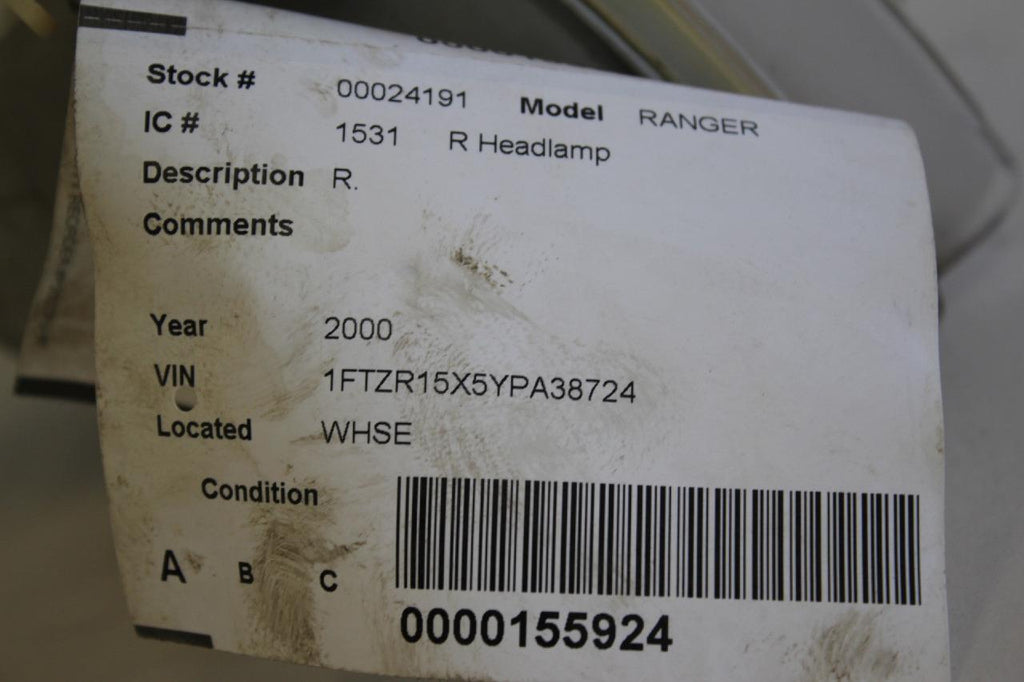 Stock # 00024191 Model RANGER
IC # 1531 R Headlamp
Description R.
Comments
Year 2000
VIN 1FTZR15X5YPA38724
Located WHSE
Condition
A B C
0000155924